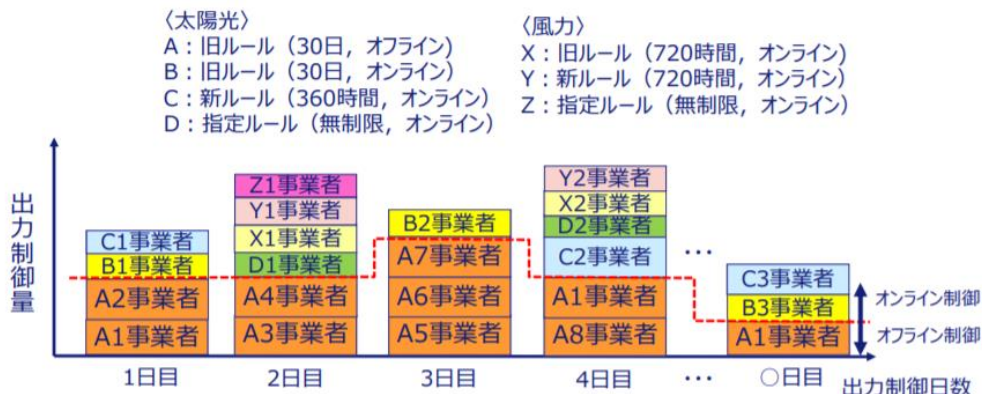 〈太陽光〉
A：旧ルール（30日，オフライン）
B：旧ルール（30日，オンライン）
C：新ルール（360時間，オンライン）
D：指定ルール（無制限，オンライン）
〈風力〉
X：旧ルール（720時間，オンライン）
Y：新ルール（720時間，オンライン）
Z：指定ルール（無制限，オンライン）
出力制御量
C1事業者
B1事業者
A2事業者
A1事業者
Z1事業者
Y1事業者
X1事業者
D1事業者
A4事業者
A3事業者
B2事業者
A7事業者
A6事業者
A5事業者
Y2事業者
X2事業者
D2事業者
C2事業者
A1事業者
A8事業者
…
C3事業者
B3事業者
A1事業者
オンライン制御
オフライン制御
1日目
2日目
3日目
4日目
…
○日目
出力制御日数